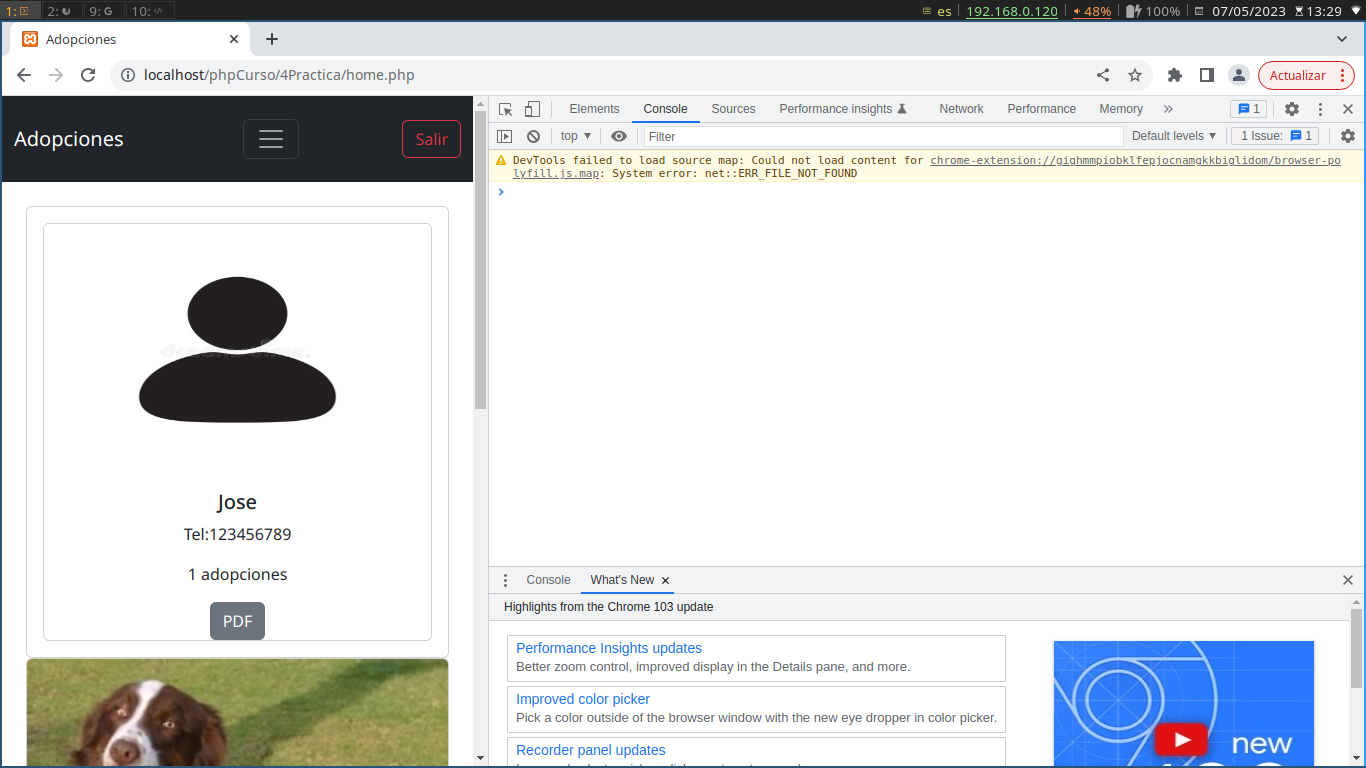 1:
2:
9:
10:
es
192.168.0.120
48%
100%
07/05/2023
13:29
Adopciones
localhost/phpCurso/4Practica/home.php
Actualizar
Adopciones
Salir
Jose
Tel:123456789
1 adopciones
PDF
Elements
Console
Sources
Performance insights
Network
Performance
Memory
1
top
Filter
Default levels
1 Issue:
1
DevTools failed to load source map: Could not load content for chrome-extension://gighmmpiobklfepjocnamgkkbiglidom/browser-po
lyfill.js.map: System error: net::ERR_FILE_NOT_FOUND
Console
What's New
Highlights from the Chrome 103 update
Performance Insights updates
Better zoom control, improved display in the Details pane, and more.
Improved color picker
Pick a color outside of the browser window with the new eye dropper in color picker.
Recorder panel updates
new